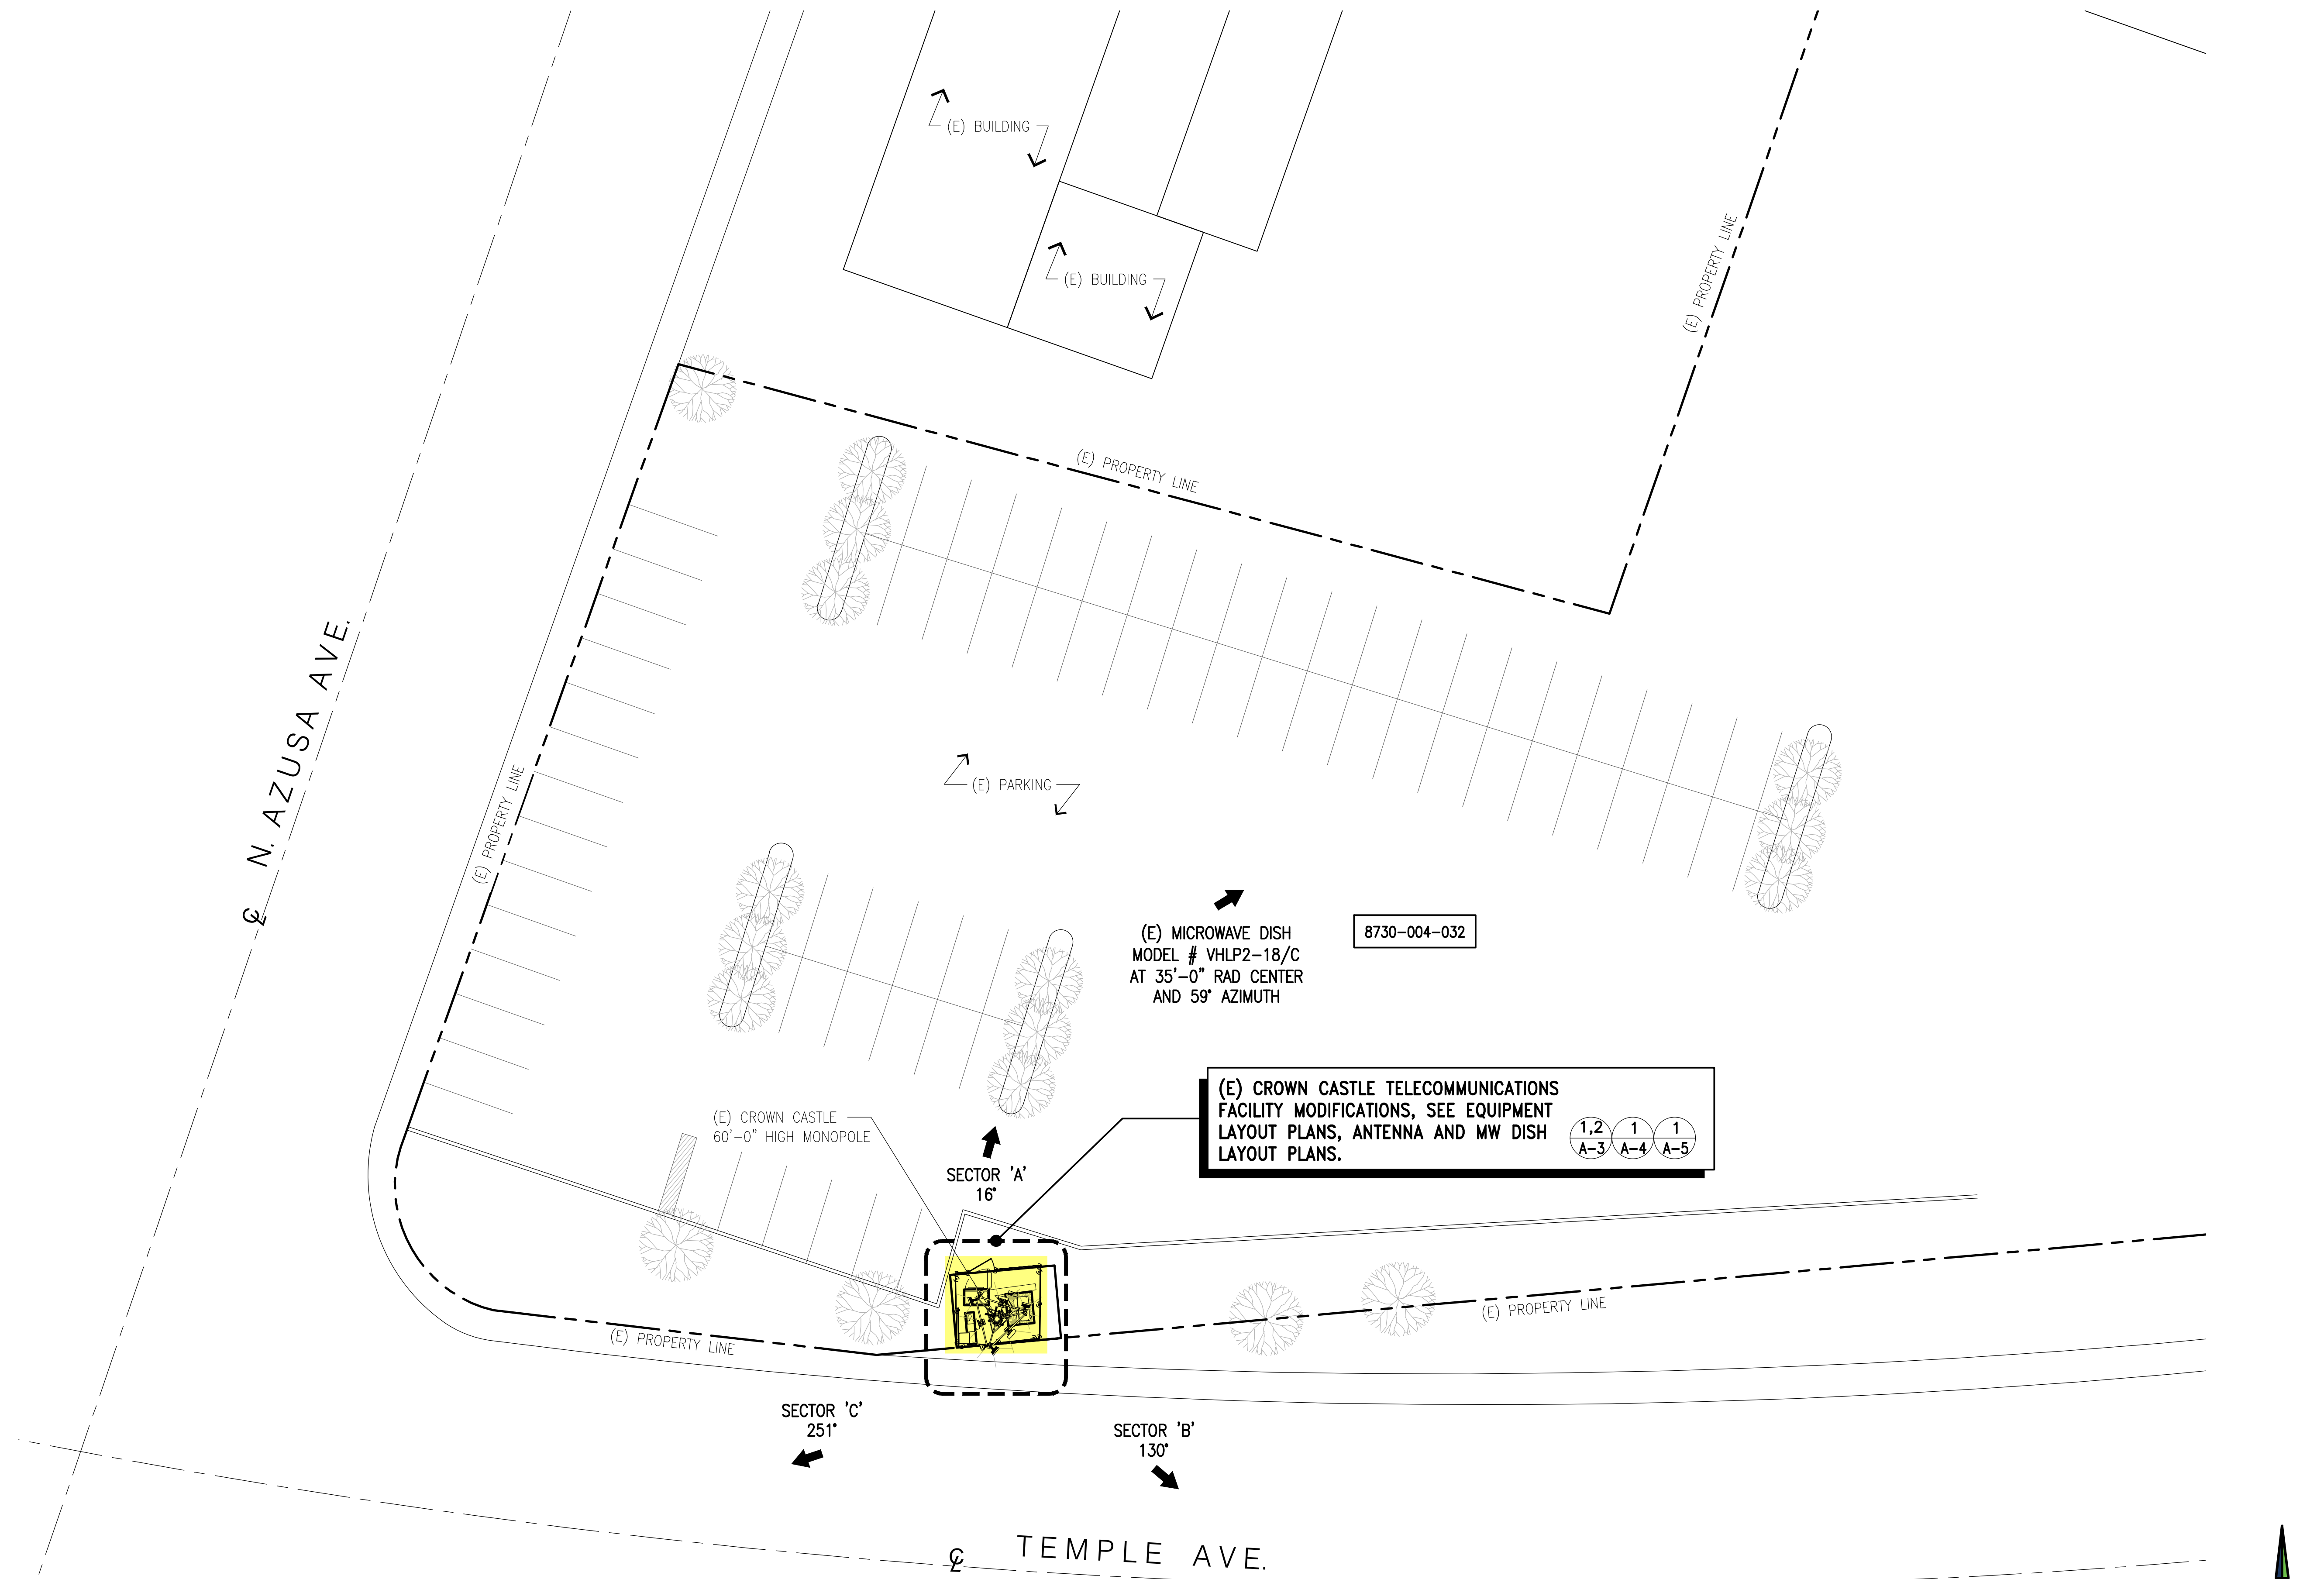 (E) BUILDING
(E) BUILDING
(E) PROPERTY LINE
(E) PROPERTY LINE
N. AZUSA AVE.
(E) PROPERTY LINE
(E) PARKING
(E) MICROWAVE DISH
MODEL # VHLP2-18/C
AT 35'-0" RAD CENTER
AND 59° AZIMUTH
8730-004-032
(E) CROWN CASTLE
60'-0" HIGH MONOPOLE
(E) CROWN CASTLE TELECOMMUNICATIONS
FACILITY MODIFICATIONS, SEE EQUIPMENT
LAYOUT PLANS, ANTENNA AND MW DISH
LAYOUT PLANS.
1,2
A-3
1
A-4
1
A-5
SECTOR 'A'
16°
(E) PROPERTY LINE
(E) PROPERTY LINE
SECTOR 'C'
251°
SECTOR 'B'
130°
℄ TEMPLE AVE.